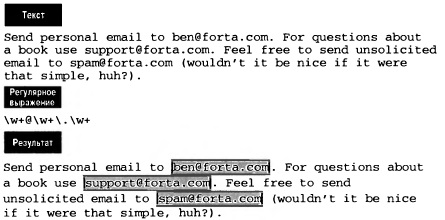 Текст
Send personal email to ben@forta.com. For questions about
a book use support@forta.com. Feel free to send unsolicited
email to spam@forta.com (wouldn't it be nice if it were
that simple, huh?).
Регулярное
выражение
\w+@\w+\.\w+
Результат
Send personal email to ben@forta.com. For questions about
a book use support@forta.com. Feel free to send
unsolicited email to spam@forta.com (wouldn't it be nice
if it were that simple, huh?).